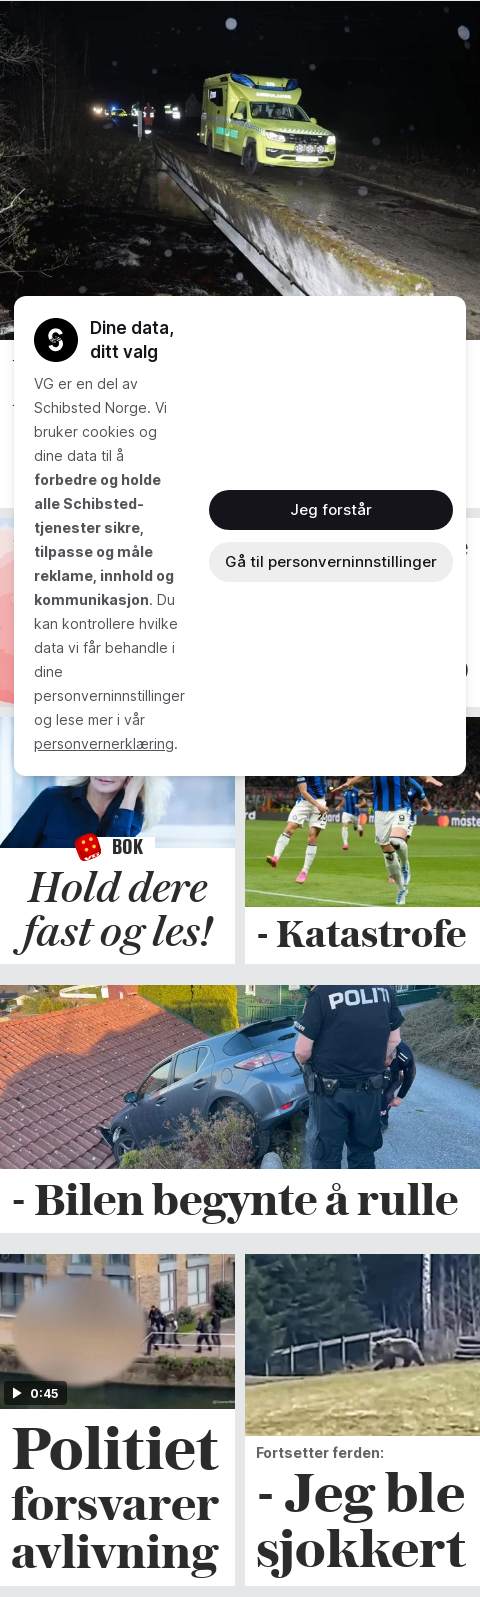 Dine data,
ditt valg
VG er en del av
Schibsted Norge. Vi
bruker cookies og
dine data til å
forbedre og holde
alle Schibsted-
tjenester sikre,
tilpasse og måle
reklame, innhold og
kommunikasjon. Du
kan kontrollere hvilke
data vi får behandle i
dine
personverninnstillinger
og lese mer i vår
personvernerklæring.
Jeg forstår
Gå til personverninnstillinger
BOK
Hold dere
fast og les!
- Katastrofe
POLITI
- Bilen begynte å rulle
0:45
Politiet
forsvarer
avlivning
Fortsetter ferden:
- Jeg ble
sjokkert